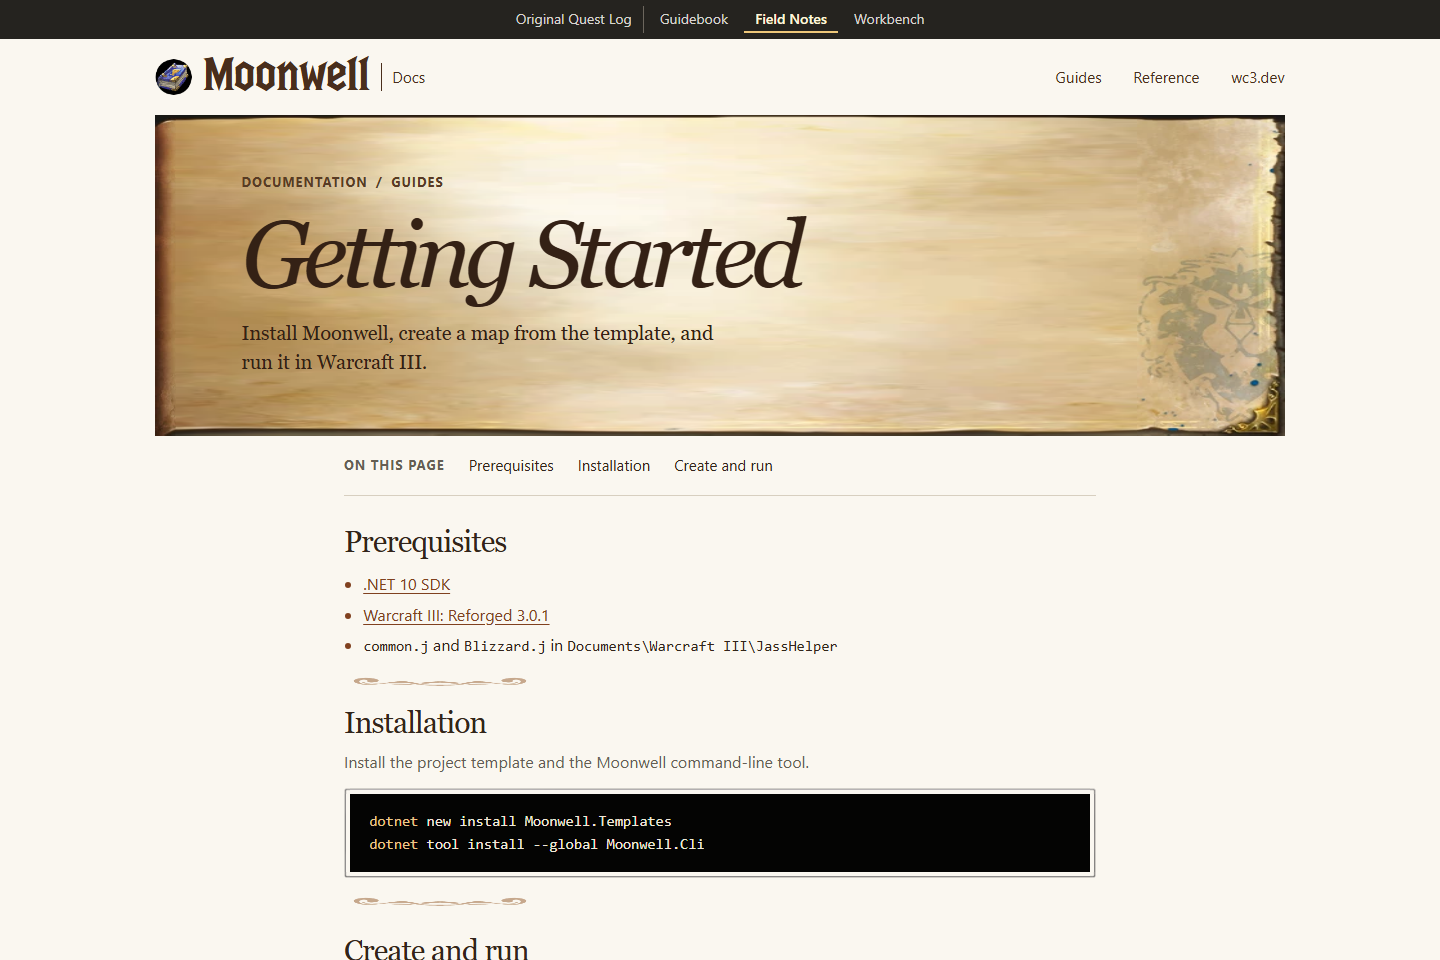 Original Quest Log Guidebook Field Notes Workbench
Moonwell Docs Guides Reference wc3.dev
DOCUMENTATION / GUIDES
Getting Started
Install Moonwell, create a map from the template, and
run it in Warcraft III.
ON THIS PAGE Prerequisites Installation Create and run
Prerequisites
.NET 10 SDK
Warcraft III: Reforged 3.0.1
common.j and Blizzard.j in Documents\Warcraft III\JassHelper
Installation
Install the project template and the Moonwell command-line tool.
dotnet new install Moonwell.Templates
dotnet tool install --global Moonwell.Cli
Create and run